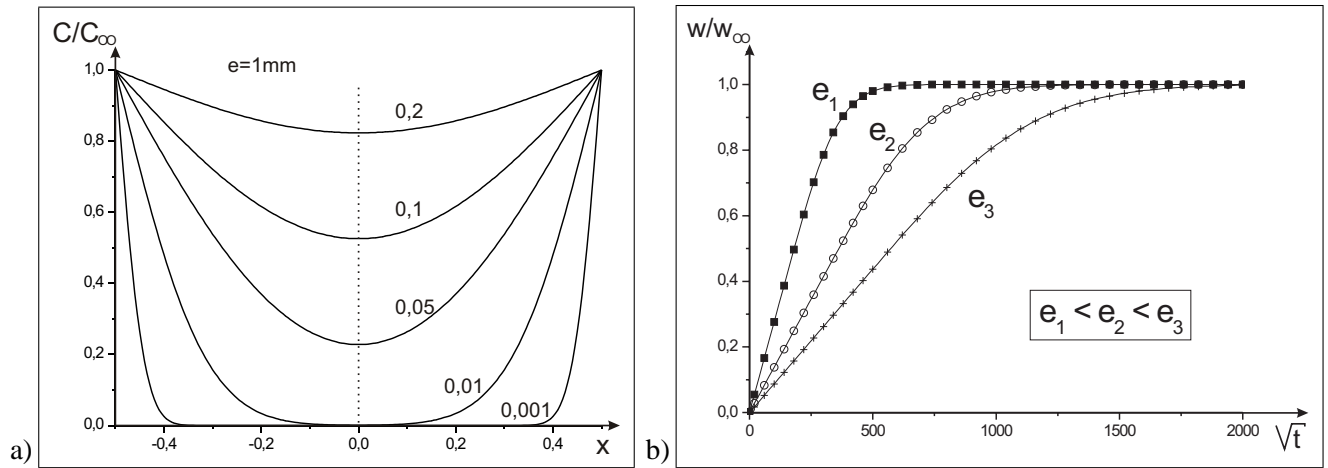 a)
C/C∞
e=1mm
1,0
0,8
0,6
0,4
0,2
0,0
0,2
0,1
0,05
0,01
0,001
-0,4 -0,2 0,0 0,2 0,4
x
b)
w/w∞
1,0
0,8
0,6
0,4
0,2
0,0
e₁
e₂
e₃
e₁ < e₂ < e₃
0 500 1000 1500 2000
√t